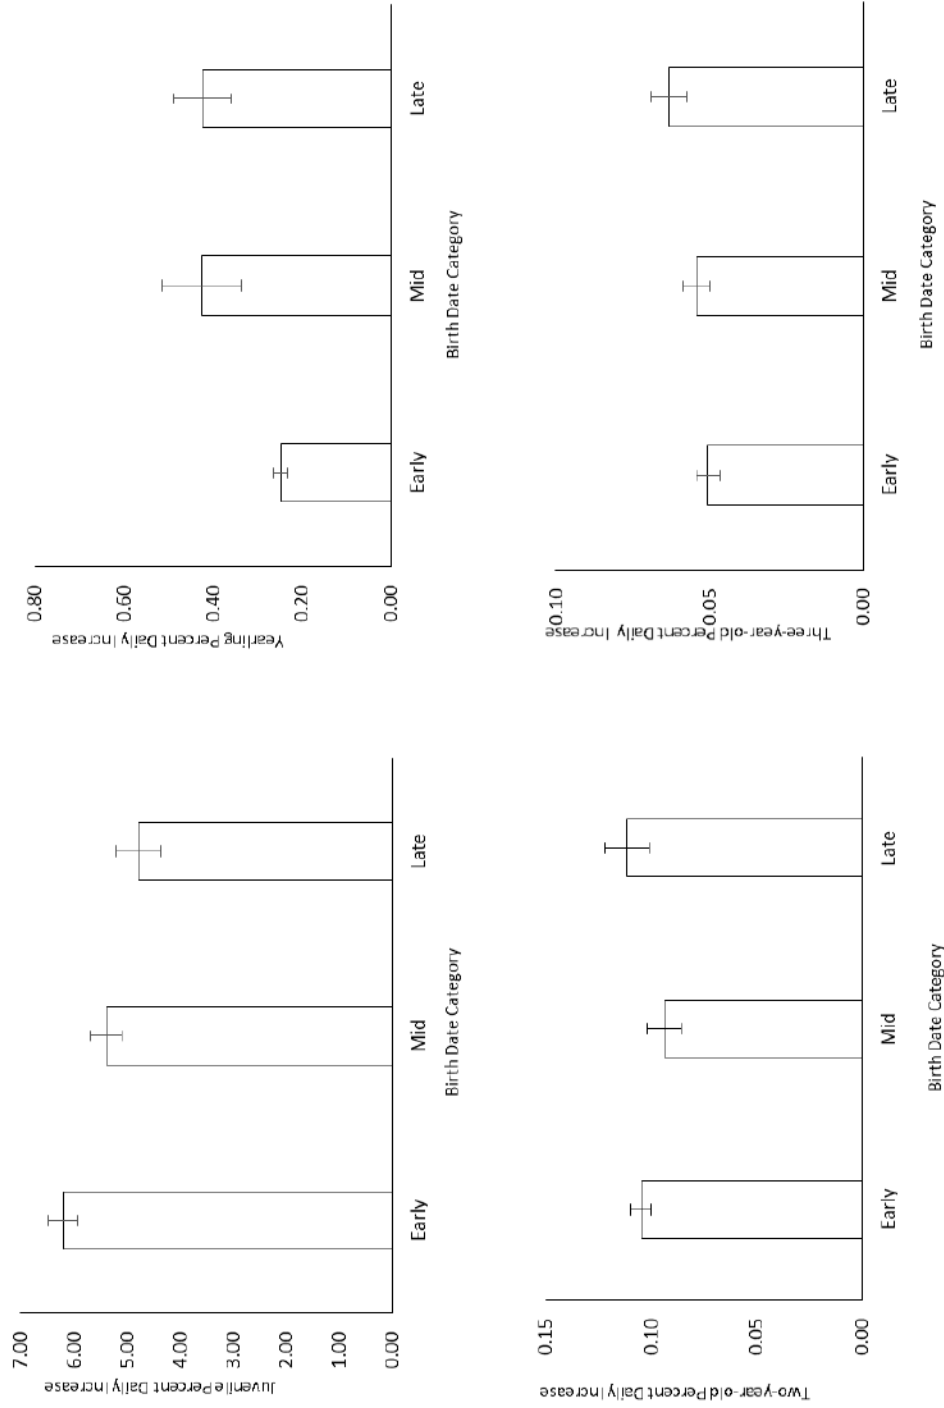 Juvenile Percent Daily Increase
7.00
6.00
5.00
4.00
3.00
2.00
1.00
0.00
Early
Mid
Late
Birth Date Category
Yearling Percent Daily Increase
0.80
0.60
0.40
0.20
0.00
Early
Mid
Late
Birth Date Category
Two-year-old Percent Daily Increase
0.15
0.10
0.05
0.00
Early
Mid
Late
Birth Date Category
Three-year-old Percent Daily Increase
0.10
0.05
0.00
Early
Mid
Late
Birth Date Category